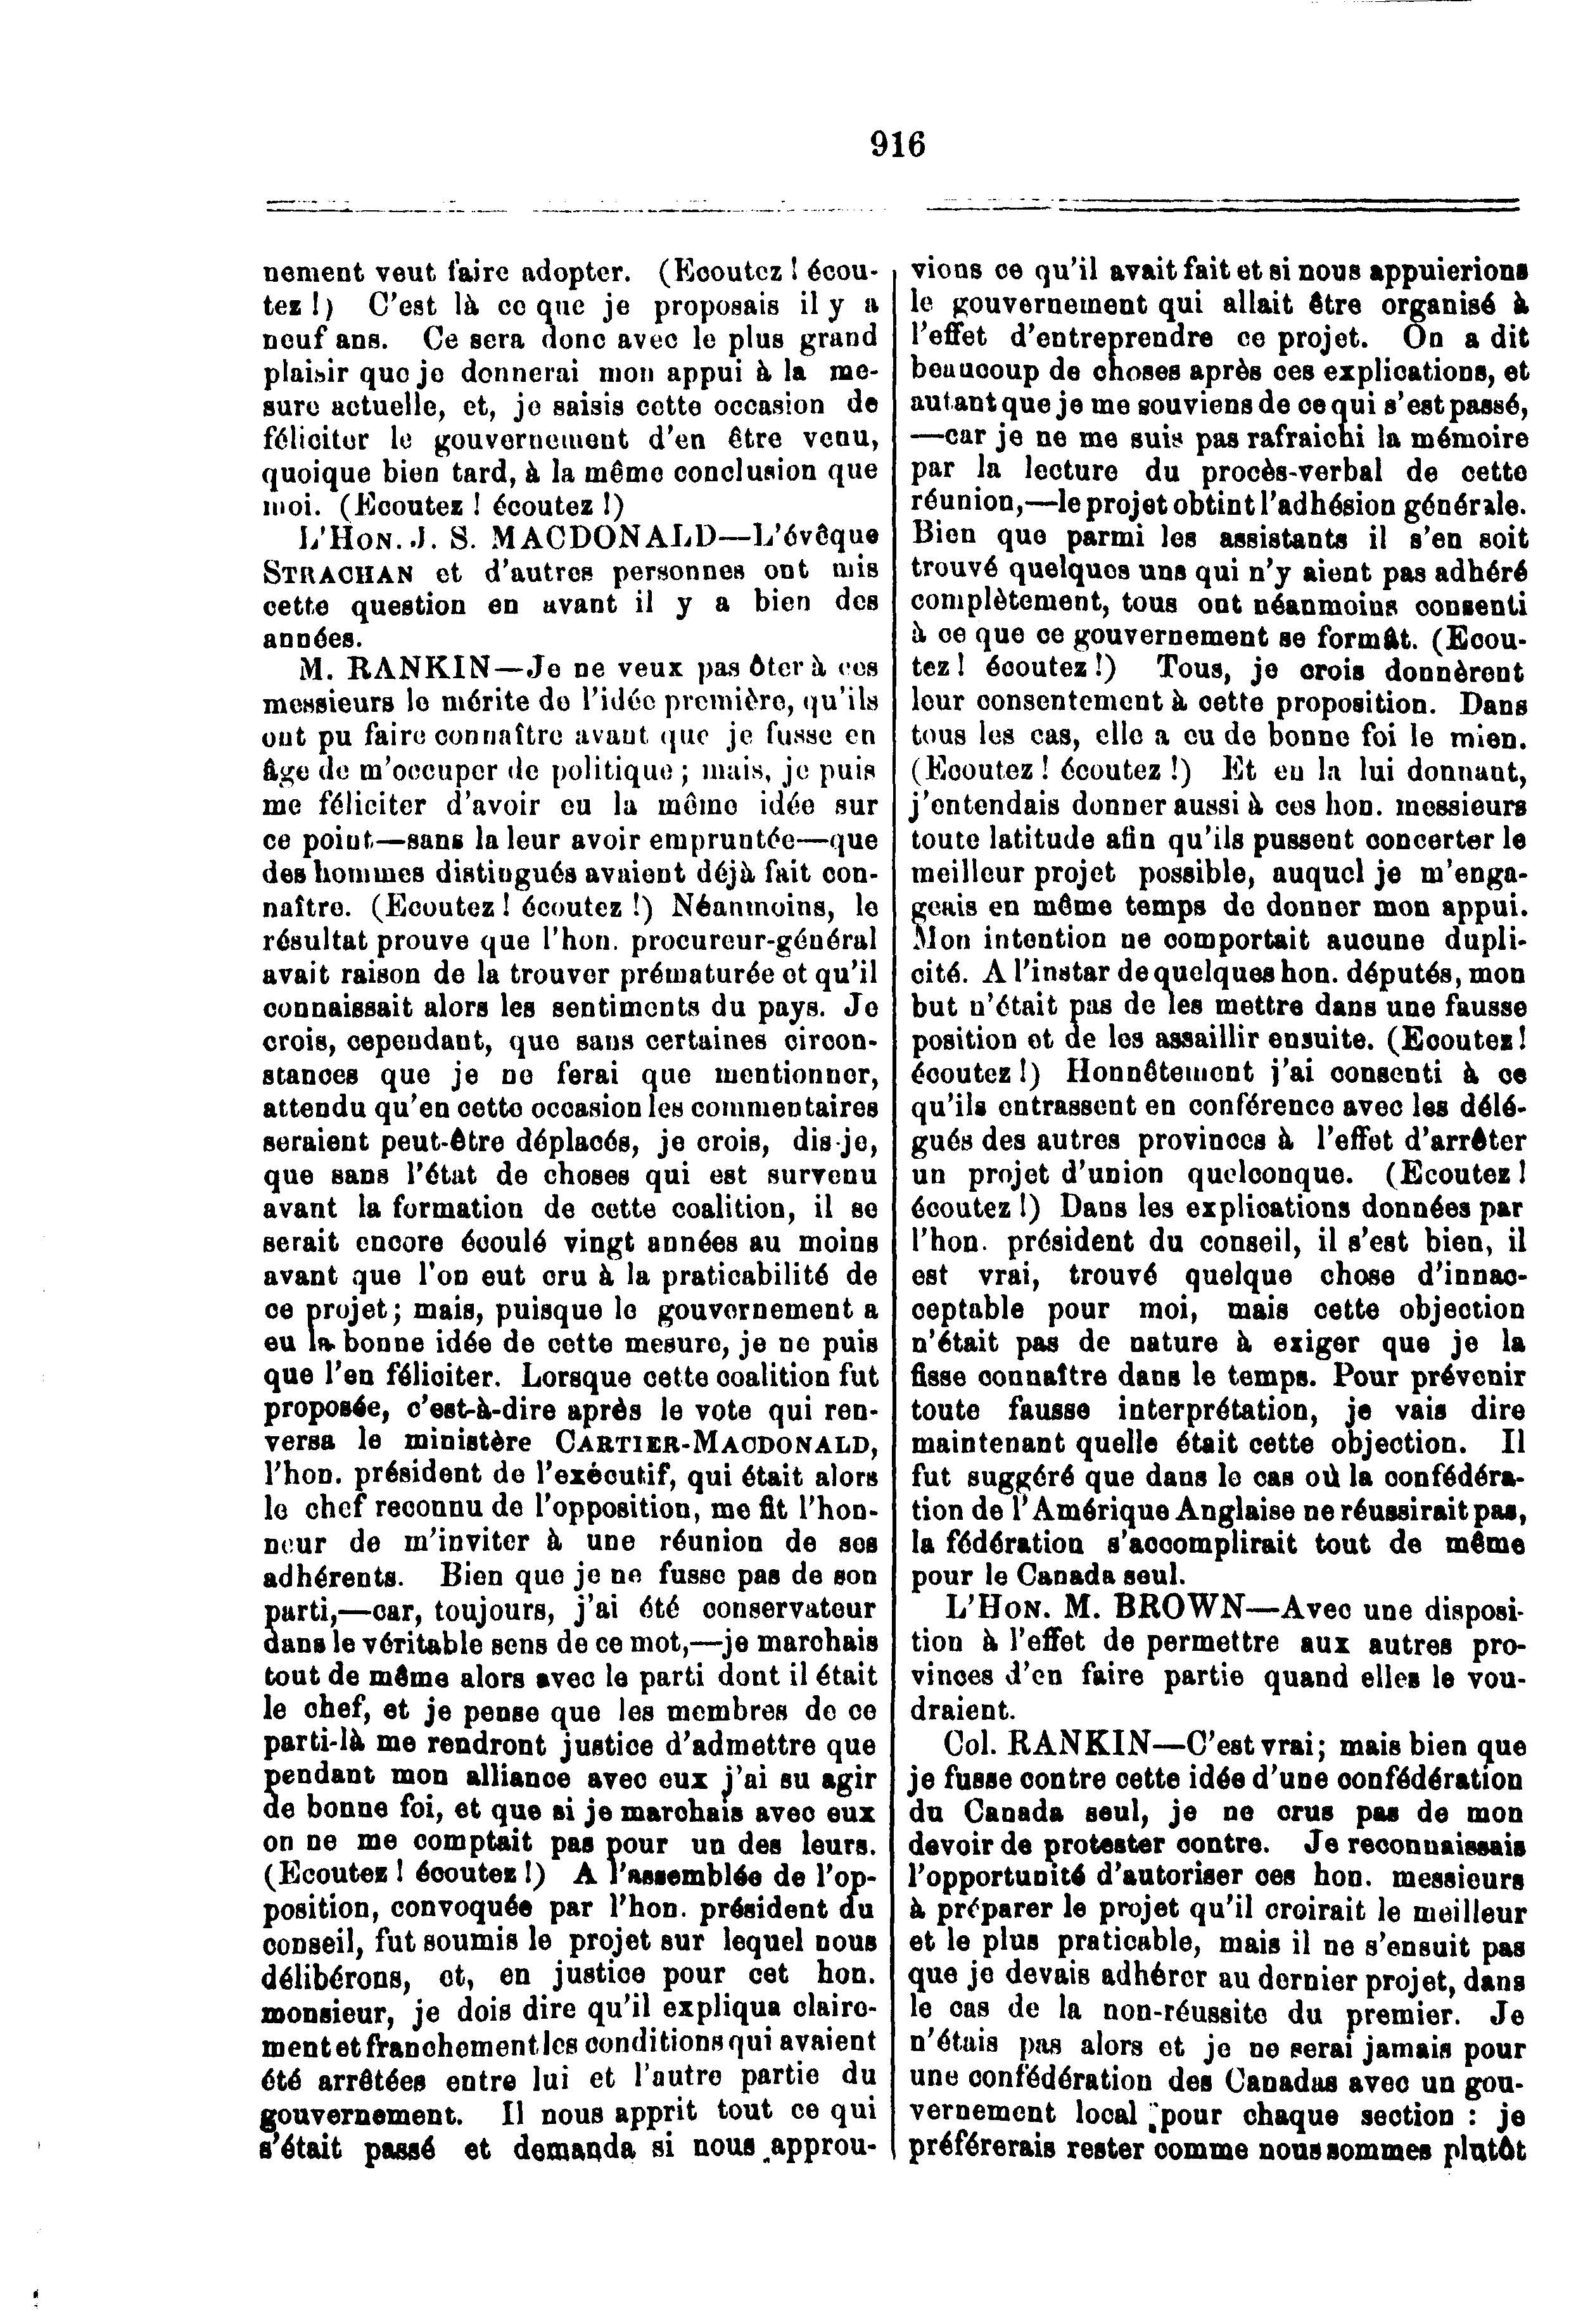 916
nement veut faire adopter. (Ecoutez ! écou-
tez !) C'est là ce que je proposais il y a
neuf ans. Ce sera donc avec le plus grand
plaisir que je donnerai mon appui à la me-
sure actuelle, et, je saisis cette occasion de
féliciter le gouvernement d'en être venu,
quoique bien tard, à la même conclusion que
moi. (Ecoutez ! écoutez !)
L'HON. J. S. MACDONALD—L'évêque
STRACHAN et d'autres personnes ont mis
cette question en avant il y a bien des
années.
M. RANKIN—Je ne veux pas ôter à ces
messieurs le mérite de l'idée première, qu'ils
ont pu faire connaître avant que je fusse en
âge de m'occuper de politique ; mais, je puis
me féliciter d'avoir eu la même idée sur
ce point—sans la leur avoir empruntée—que
des hommes distingués avaient déjà fait con-
naître. (Ecoutez ! écoutez !) Néanmoins, le
résultat prouve que l'hon. procureur-général
avait raison de la trouver prématurée et qu'il
connaissait alors les sentiments du pays. Je
crois, cependant, que sans certaines circon-
stances que je ne ferai que mentionner,
attendu qu'en cette occasion les commentaires
seraient peut-être déplacés, je crois, dis-je,
que sans l'état de choses qui est survenu
avant la formation de cette coalition, il se
serait encore écoulé vingt années au moins
avant que l'on eut cru à la praticabilité de
ce projet ; mais, puisque le gouvernement a
eu la bonne idée de cette mesure, je ne puis
que l'en féliciter. Lorsque cette coalition fut
proposée, c'est-à-dire après le vote qui ren-
versa le ministère CARTIER-MACDONALD,
l'hon. président de l'exécutif, qui était alors
le chef reconnu de l'opposition, me fit l'hon-
neur de m'inviter à une réunion de ses
adhérents. Bien que je ne fusse pas de son
parti,—car, toujours, j'ai été conservateur
dans le véritable sens de ce mot,—je marchais
tout de même alors avec le parti dont il était
le chef, et je pense que les membres de ce
parti-là me rendront justice d'admettre que
pendant mon alliance avec eux j'ai su agir
de bonne foi, et que si je marchais avec eux
on ne me comptait pas pour un des leurs.
(Ecoutez ! écoutez !) A l'assemblée de l'op-
position, convoquée par l'hon. président du
conseil, fut soumis le projet sur lequel nous
délibérons, et, en justice pour cet hon.
monsieur, je dois dire qu'il expliqua claire-
ment et franchement les conditions qui avaient
été arrêtées entre lui et l'autre partie du
gouvernement. Il nous apprit tout ce qui
s'était passé et demanda si nous approu-
vions ce qu'il avait fait et si nous appuierions
le gouvernement qui allait être organisé à
l'effet d'entreprendre ce projet. On a dit
beaucoup de choses après ces explications, et
autant que je me souviens de ce qui s'est passé,
—car je ne me suis pas rafraichi la mémoire
par la lecture du procès-verbal de cette
réunion,—le projet obtint l'adhésion générale.
Bien que parmi les assistants il s'en soit
trouvé quelques uns qui n'y aient pas adhéré
complètement, tous ont néanmoins consenti
à ce que ce gouvernement se formât. (Ecou-
tez ! écoutez !) Tous, je crois donnèrent
leur consentement à cette proposition. Dans
tous les cas, elle a eu de bonne foi le mien.
(Ecoutez ! écoutez !) Et en la lui donnant,
j'entendais donner aussi à ces hon. messieurs
toute latitude afin qu'ils pussent concerter le
meilleur projet possible, auquel je m'enga-
geais en même temps de donner mon appui.
Mon intention ne comportait aucune dupli-
cité. A l'instar de quelques hon. députés, mon
but n'était pas de les mettre dans une fausse
position et de les assaillir ensuite. (Ecoutez !
écoutez !) Honnêtement j'ai consenti à ce
qu'ils entrassent en conférence avec les délé-
gués des autres provinces à l'effet d'arrêter
un projet d'union quelconque. (Ecoutez !
écoutez !) Dans les explications données par
l'hon. président du conseil, il s'est bien, il
est vrai, trouvé quelque chose d'innac-
ceptable pour moi, mais cette objection
n'était pas de nature à exiger que je la
fisse connaître dans le temps. Pour prévenir
toute fausse interprétation, je vais dire
maintenant quelle était cette objection. Il
fut suggéré que dans le cas où la confédéra-
tion de l'Amérique Anglaise ne réussirait pas,
la fédération s'accomplirait tout de même
pour le Canada seul.
L'HON. M. BROWN—Avec une disposi-
tion à l'effet de permettre aux autres pro-
vinces d'en faire partie quand elles le vou-
draient.
Col. RANKIN—C'est vrai ; mais bien que
je fusse contre cette idée d'une confédération
du Canada seul, je ne crus pas de mon
devoir de protester contre. Je reconnaissais
l'opportunité d'autoriser ces hon. messieurs
à préparer le projet qu'il croirait le meilleur
et le plus praticable, mais il ne s'ensuit pas
que je devais adhérer au dernier projet, dans
le cas de la non-réussite du premier. Je
n'étais pas alors et je ne serai jamais pour
une confédération des Canadas avec un gou-
vernement local pour chaque section : je
préférerais rester comme nous sommes plutôt